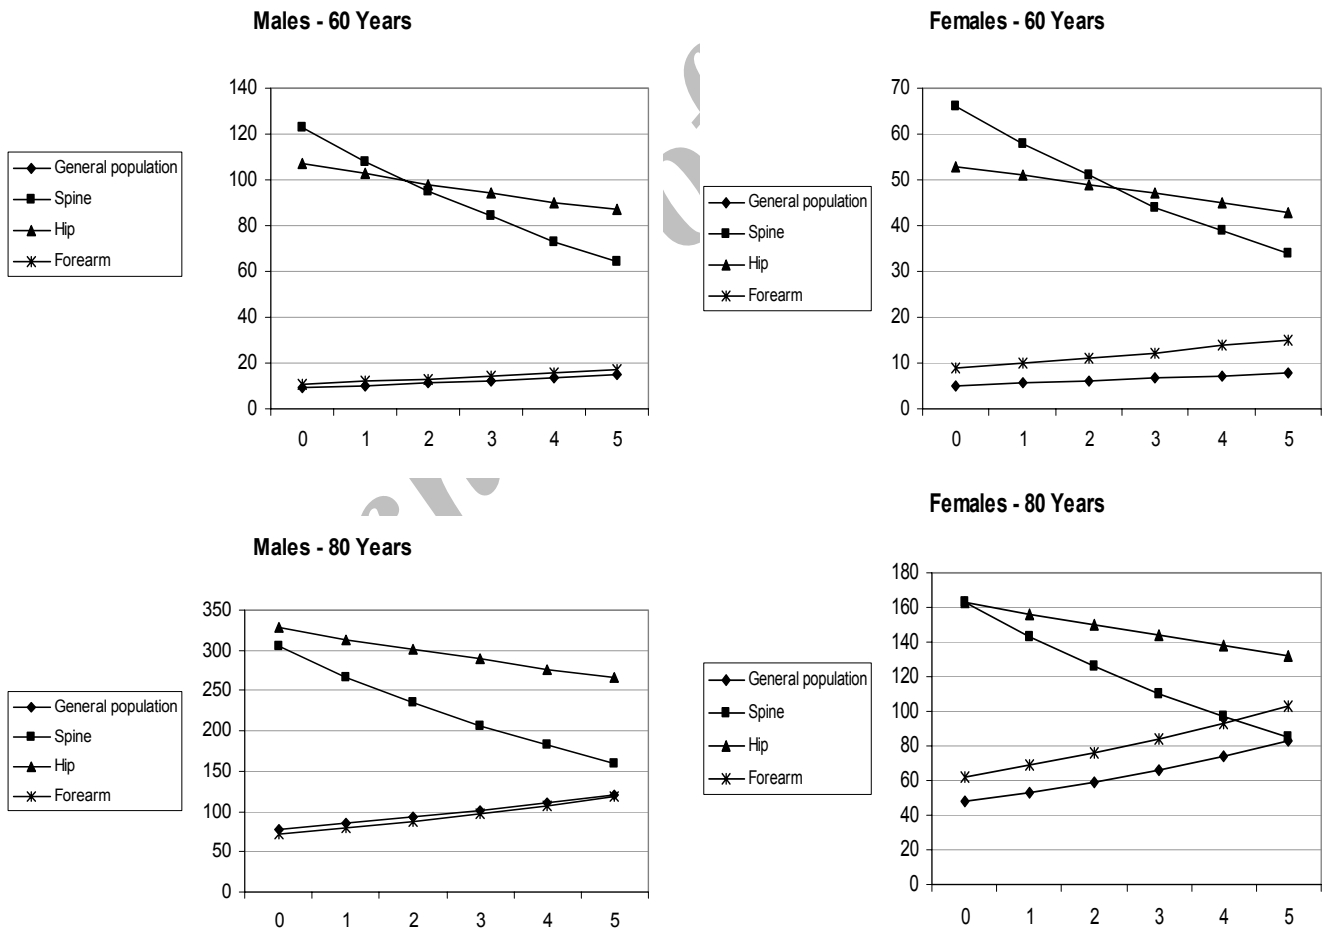 Males - 60 Years
140
120
100
80
60
40
20
0
0 1 2 3 4 5
General population
Spine
Hip
Forearm
Females - 60 Years
70
60
50
40
30
20
10
0
0 1 2 3 4 5
General population
Spine
Hip
Forearm
Males - 80 Years
350
300
250
200
150
100
50
0
0 1 2 3 4 5
General population
Spine
Hip
Forearm
Females - 80 Years
180
160
140
120
100
80
60
40
20
0
0 1 2 3 4 5
General population
Spine
Hip
Forearm